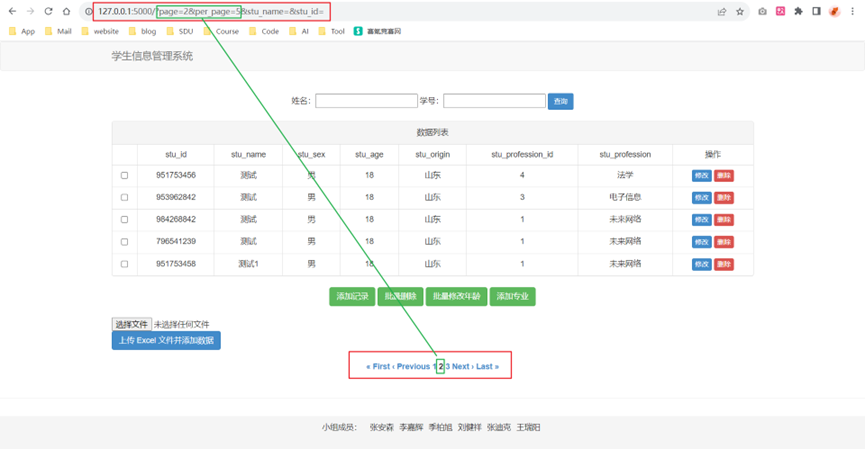 127.0.0.1:5000/?page=2&per_page=5&stu_name=&stu_id=
App Mail website blog SDU Course Code AI Tool 喜氪克喜网
学生信息管理系统
姓名: 学号: 查询
数据列表
stu_id stu_name stu_sex stu_age stu_origin stu_profession_id stu_profession 操作
951753456 测试 男 18 山东 4 法学 修改 删除
953962842 测试 男 18 山东 3 电子信息 修改 删除
984268842 测试 男 18 山东 1 未来网络 修改 删除
796541239 测试 男 18 山东 1 未来网络 修改 删除
951753458 测试1 男 18 山东 1 未来网络 修改 删除
添加记录 批量删除 批量修改年龄 添加专业
选择文件 未选择任何文件
上传 Excel 文件并添加数据
« First ‹ Previous 1 2 3 Next › Last »
小组成员: 张安森 李嘉辉 季柏旭 刘健祥 张迪克 王瑞阳